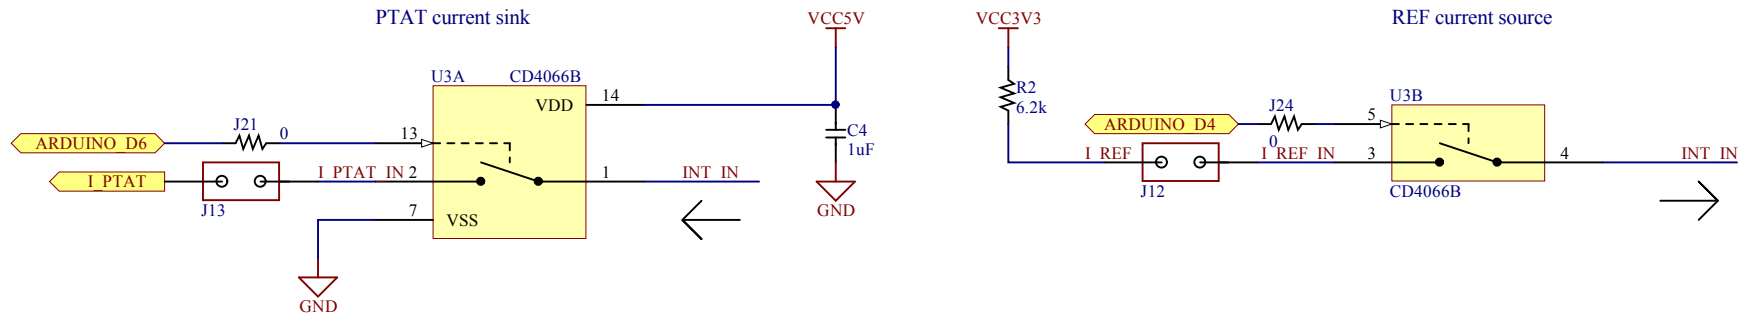 PTAT current sink
VCC5V
VCC3V3
REF current source
U3A
CD4066B
VDD
14
R2
6.2k
U3B
J21
0
13
ARDUINO_D6
C4
1uF
J24
5
ARDUINO_D4
0
I_PTAT
I_PTAT_IN
2
1
INT_IN
I_REF
I_REF_IN
3
4
INT_IN
J13
J12
CD4066B
7
VSS
GND
GND